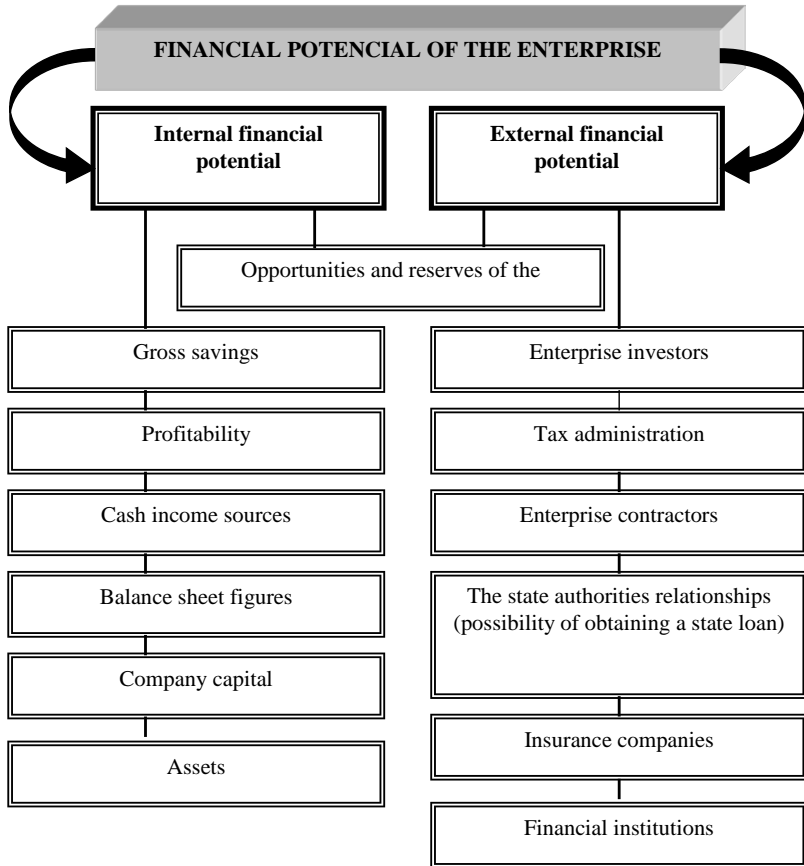 FINANCIAL POTENCIAL OF THE ENTERPRISE
Internal financial
potential
External financial
potential
Opportunities and reserves of the
Gross savings
Profitability
Cash income sources
Balance sheet figures
Company capital
Assets
Enterprise investors
Tax administration
Enterprise contractors
The state authorities relationships
(possibility of obtaining a state loan)
Insurance companies
Financial institutions